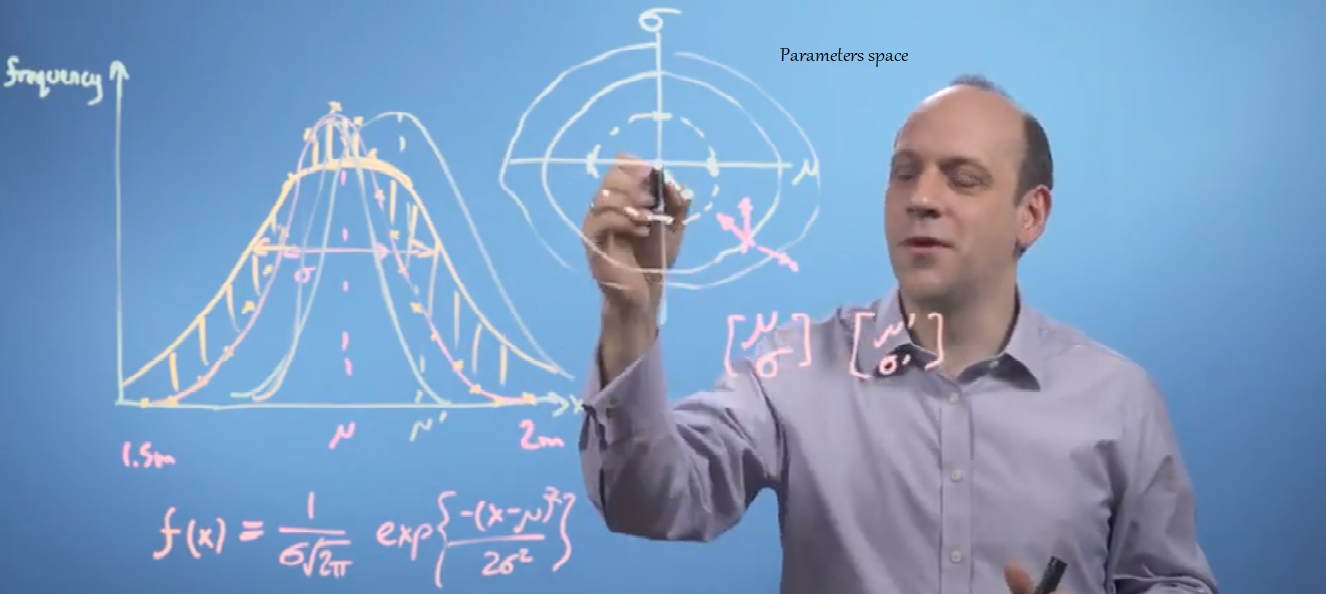 frequency
σ
Parameters space
μ
σ
[μ σ] [μ' σ']
x
μ
μ'
1.5m
2m
f(x) = 1/(σ√2π) exp{-(x-μ)²/2σ²}